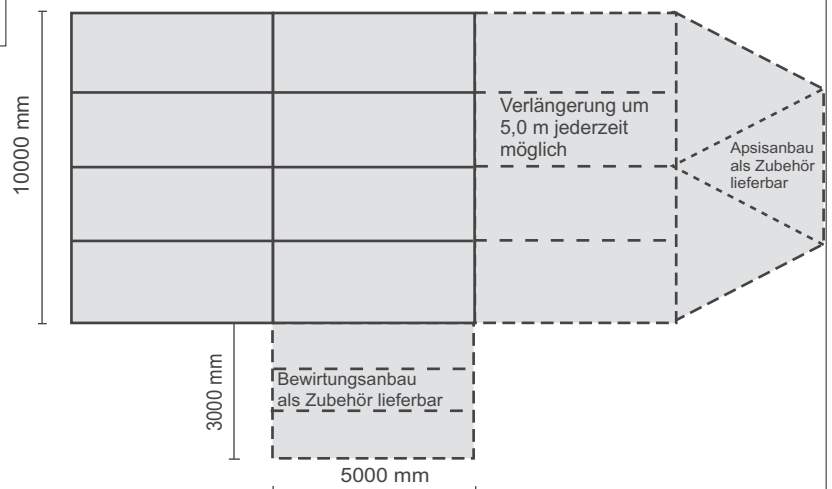 10000 mm
Verlängerung um
5,0 m jederzeit
möglich
Apsisanbau
als Zubehör
lieferbar
3000 mm
Bewirtungsanbau
als Zubehör lieferbar
5000 mm